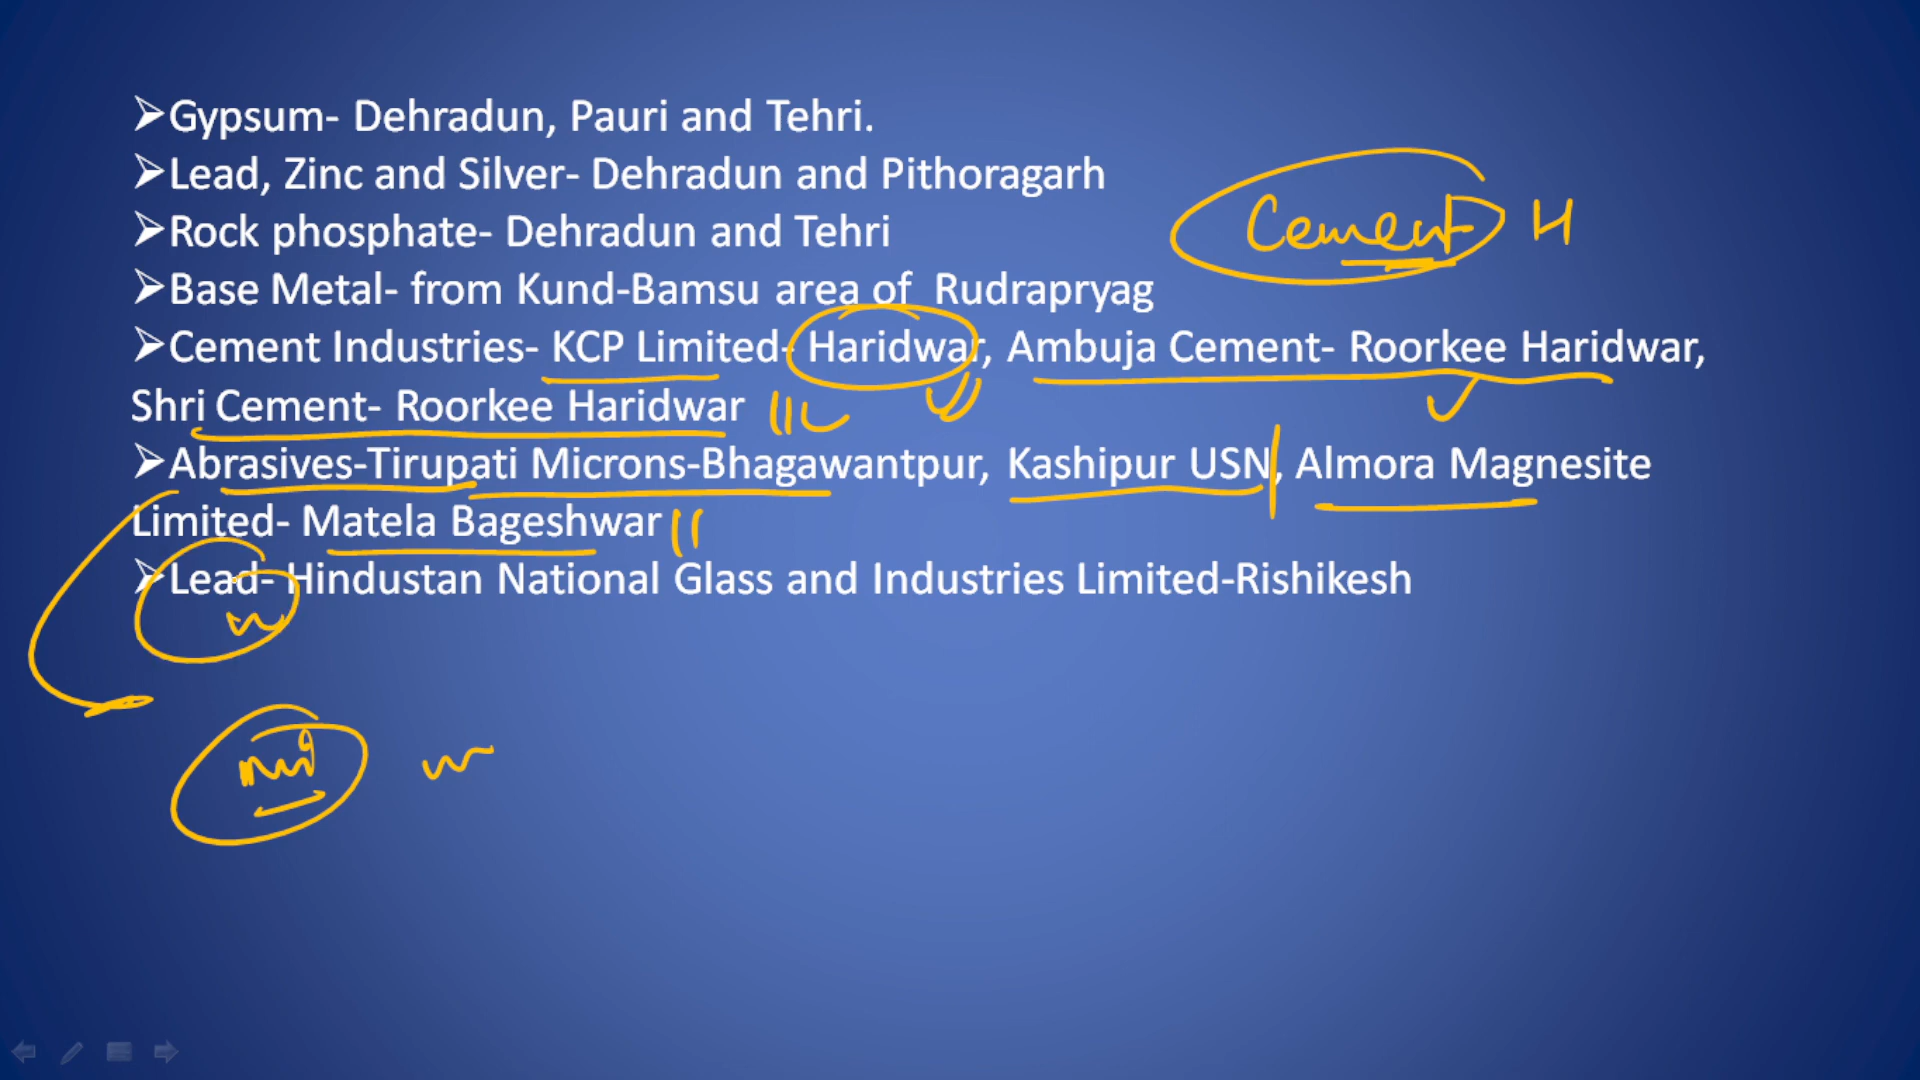 ➢Gypsum- Dehradun, Pauri and Tehri.
➢Lead, Zinc and Silver- Dehradun and Pithoragarh
➢Rock phosphate- Dehradun and Tehri
Cement H
➢Base Metal- from Kund-Bamsu area of Rudrapryag
➢Cement Industries- KCP Limited- Haridwar, Ambuja Cement- Roorkee Haridwar,
Shri Cement- Roorkee Haridwar
➢Abrasives-Tirupati Microns-Bhagawantpur, Kashipur USN, Almora Magnesite
Limited- Matela Bageshwar
➢Lead- Hindustan National Glass and Industries Limited-Rishikesh